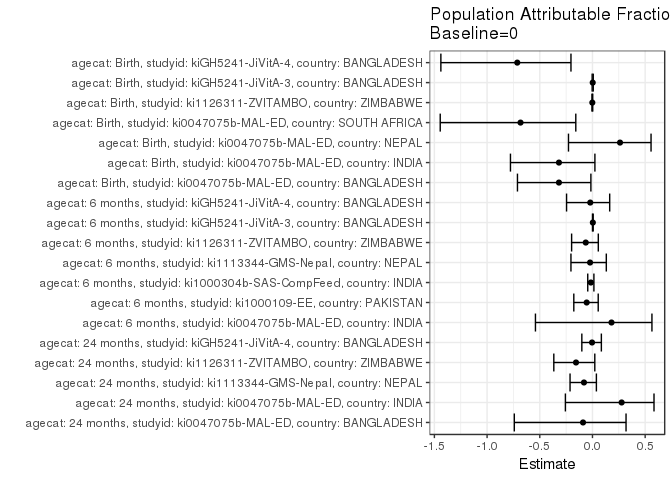 Population Attributable Fractio
Baseline=0
agecat: Birth, studyid: kiGH5241-JiVitA-4, country: BANGLADESH
agecat: Birth, studyid: kiGH5241-JiVitA-3, country: BANGLADESH
agecat: Birth, studyid: ki1126311-ZVITAMBO, country: ZIMBABWE
agecat: Birth, studyid: ki0047075b-MAL-ED, country: SOUTH AFRICA
agecat: Birth, studyid: ki0047075b-MAL-ED, country: NEPAL
agecat: Birth, studyid: ki0047075b-MAL-ED, country: INDIA
agecat: Birth, studyid: ki0047075b-MAL-ED, country: BANGLADESH
agecat: 6 months, studyid: kiGH5241-JiVitA-4, country: BANGLADESH
agecat: 6 months, studyid: kiGH5241-JiVitA-3, country: BANGLADESH
agecat: 6 months, studyid: ki1126311-ZVITAMBO, country: ZIMBABWE
agecat: 6 months, studyid: ki1113344-GMS-Nepal, country: NEPAL
agecat: 6 months, studyid: ki1000304b-SAS-CompFeed, country: INDIA
agecat: 6 months, studyid: ki1000109-EE, country: PAKISTAN
agecat: 6 months, studyid: ki0047075b-MAL-ED, country: INDIA
agecat: 24 months, studyid: kiGH5241-JiVitA-4, country: BANGLADESH
agecat: 24 months, studyid: ki1126311-ZVITAMBO, country: ZIMBABWE
agecat: 24 months, studyid: ki1113344-GMS-Nepal, country: NEPAL
agecat: 24 months, studyid: ki0047075b-MAL-ED, country: INDIA
agecat: 24 months, studyid: ki0047075b-MAL-ED, country: BANGLADESH
-1.5 -1.0 -0.5 0.0 0.5
Estimate